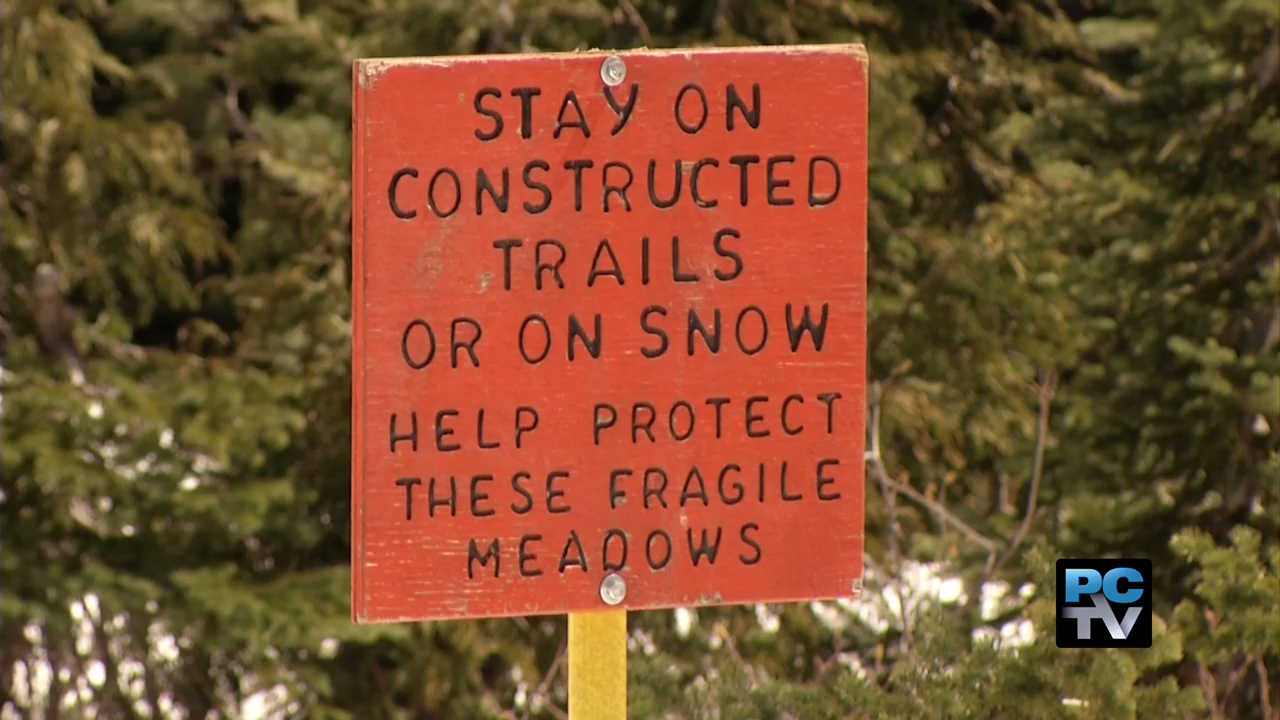 STAY ON
CONSTRUCTED
TRAILS
OR ON SNOW
HELP PROTECT
THESE FRAGILE
MEADOWS
PC
TV